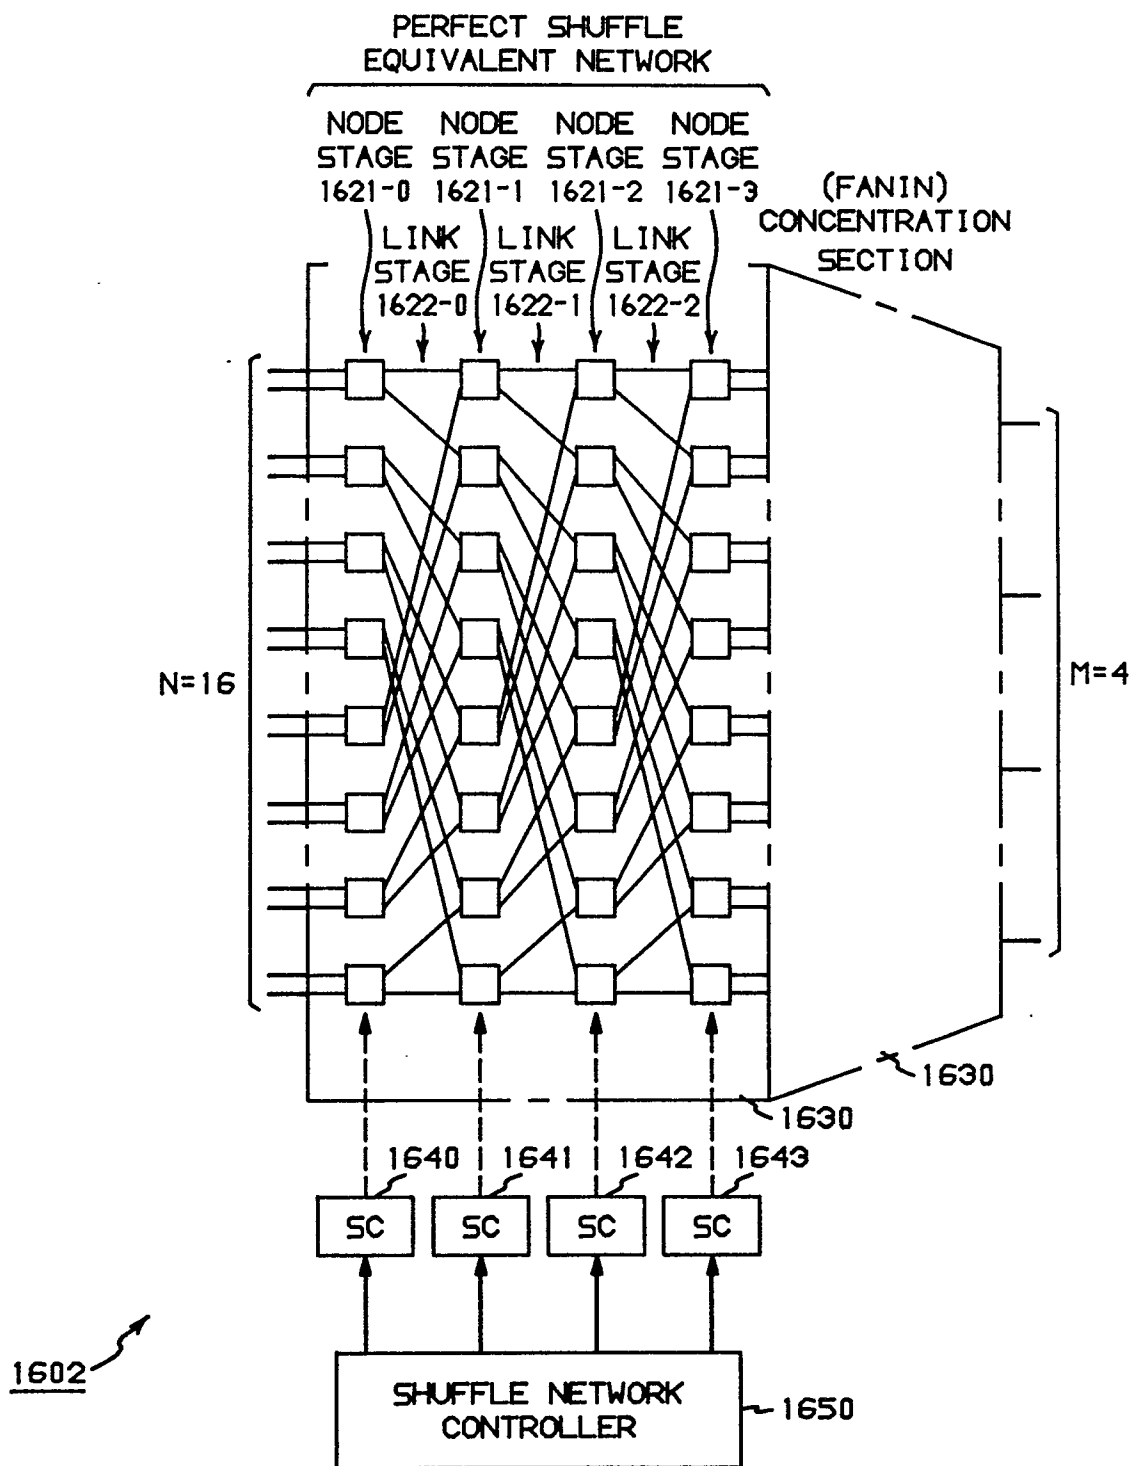 PERFECT SHUFFLE
EQUIVALENT NETWORK
NODE STAGE 1621-0
NODE STAGE 1621-1
NODE STAGE 1621-2
NODE STAGE 1621-3
(FANIN)
CONCENTRATION
SECTION
LINK STAGE 1622-0
LINK STAGE 1622-1
LINK STAGE 1622-2
N=16
M=4
1630
1630
1640
1641
1642
1643
SC
SC
SC
SC
1602
SHUFFLE NETWORK
CONTROLLER
1650